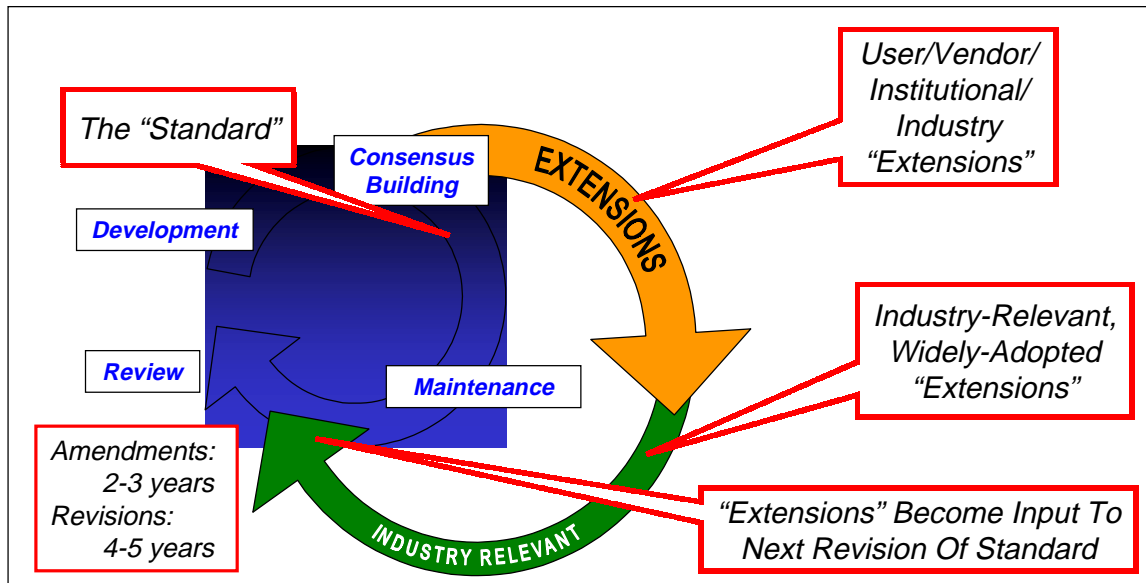 User/Vendor/
Institutional/
Industry
“Extensions”
The “Standard”
Consensus
Building
EXTENSIONS
Development
Industry-Relevant,
Widely-Adopted
“Extensions”
Review
Maintenance
Amendments:
2-3 years
Revisions:
4-5 years
“Extensions” Become Input To
Next Revision Of Standard
INDUSTRY RELEVANT